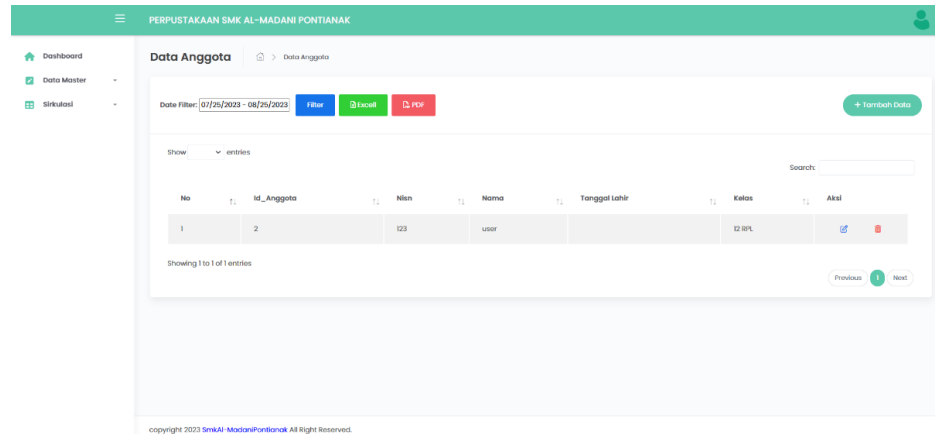 PERPUSTAKAAN SMK AL-MADANI PONTIANAK
Dashboard
Data Master
Sirkulasi
Data Anggota > Data Anggota
Date Filter: 07/25/2023 - 08/25/2023 Filter Excell PDF
+ Tambah Data
Show entries
Search:
No Id_Anggota Nisn Nama Tanggal Lahir Kelas Aksi
1 2 123 user 12 RPL
Showing 1 to 1 of 1 entries
Previous 1 Next
copyright 2023 SmkAl-MadaniPontianak All Right Reserved.